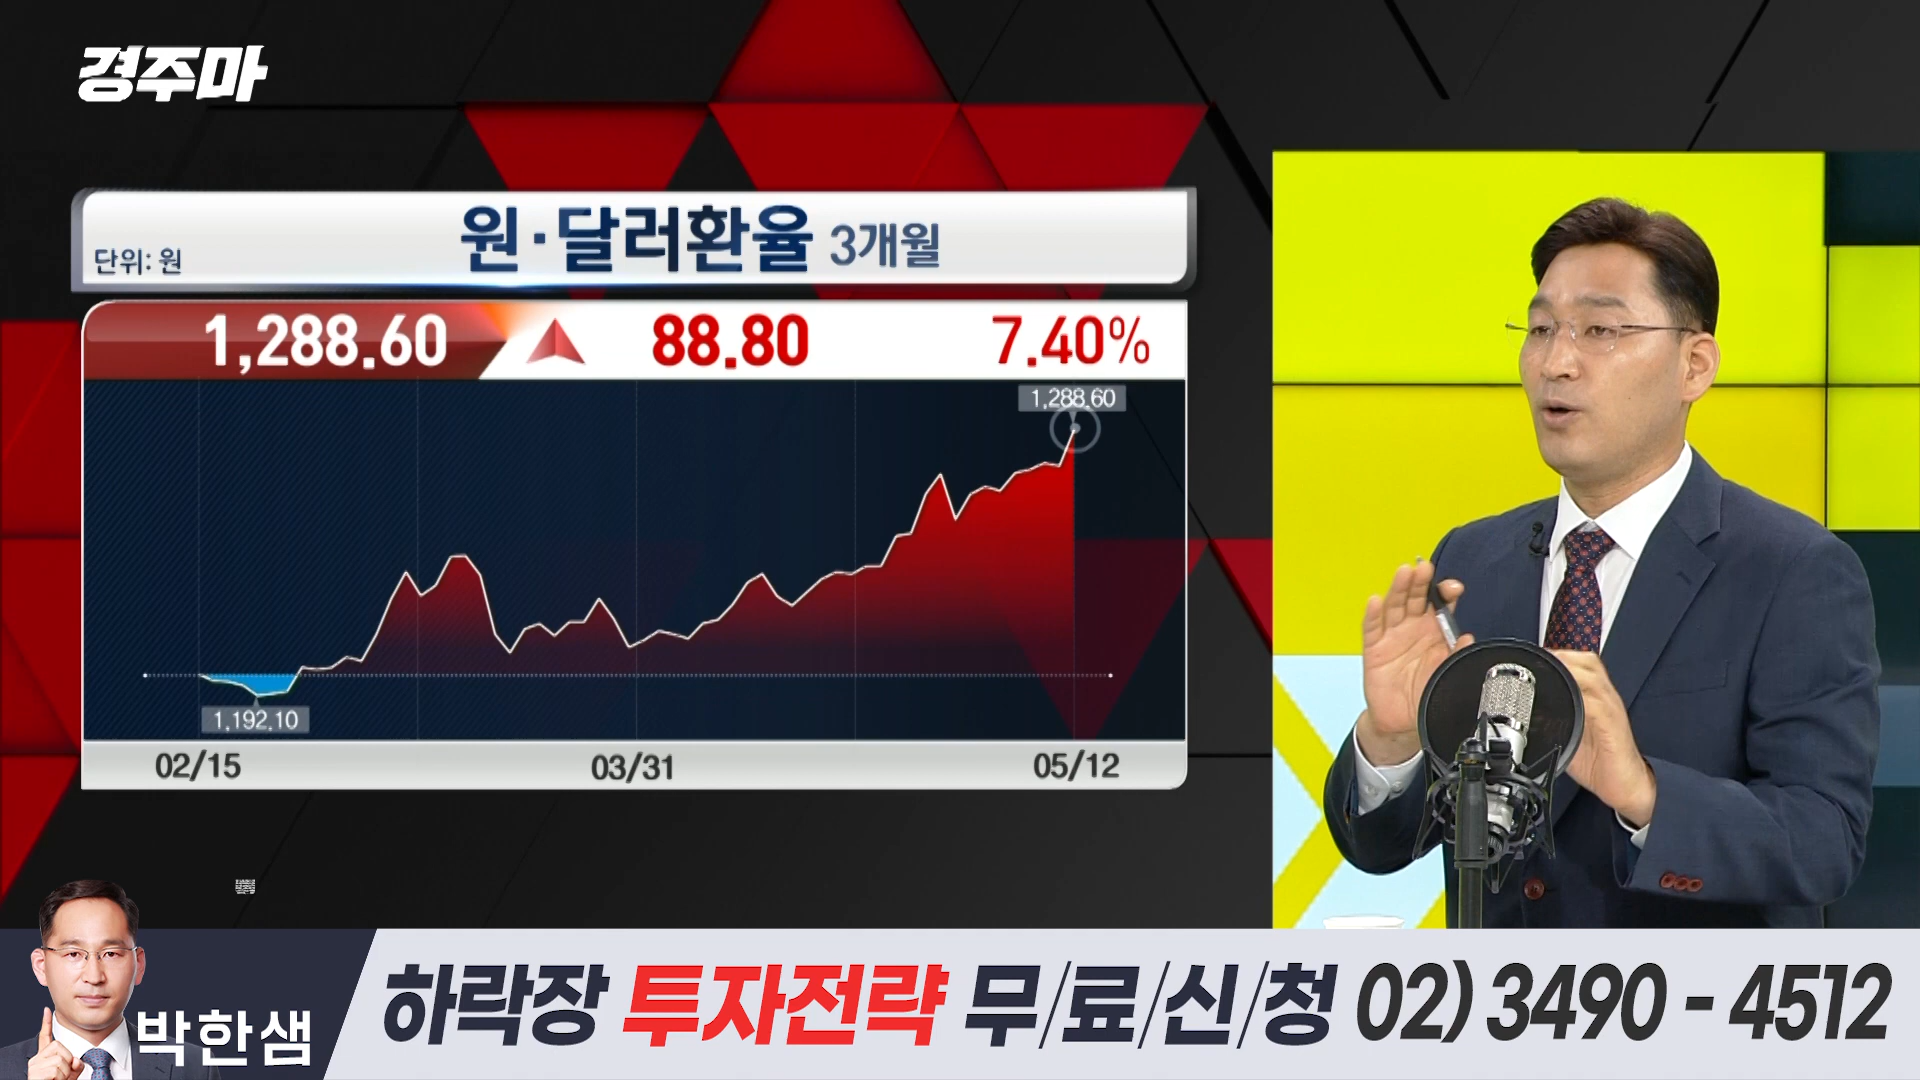 경주마
원·달러환율 3개월
단위: 원
1,288.60 88.80 7.40%
1,288.60
1,192.10
02/15 03/31 05/12
박한샘
하락장 투자전략 무/료/신/청 02) 3490 - 4512